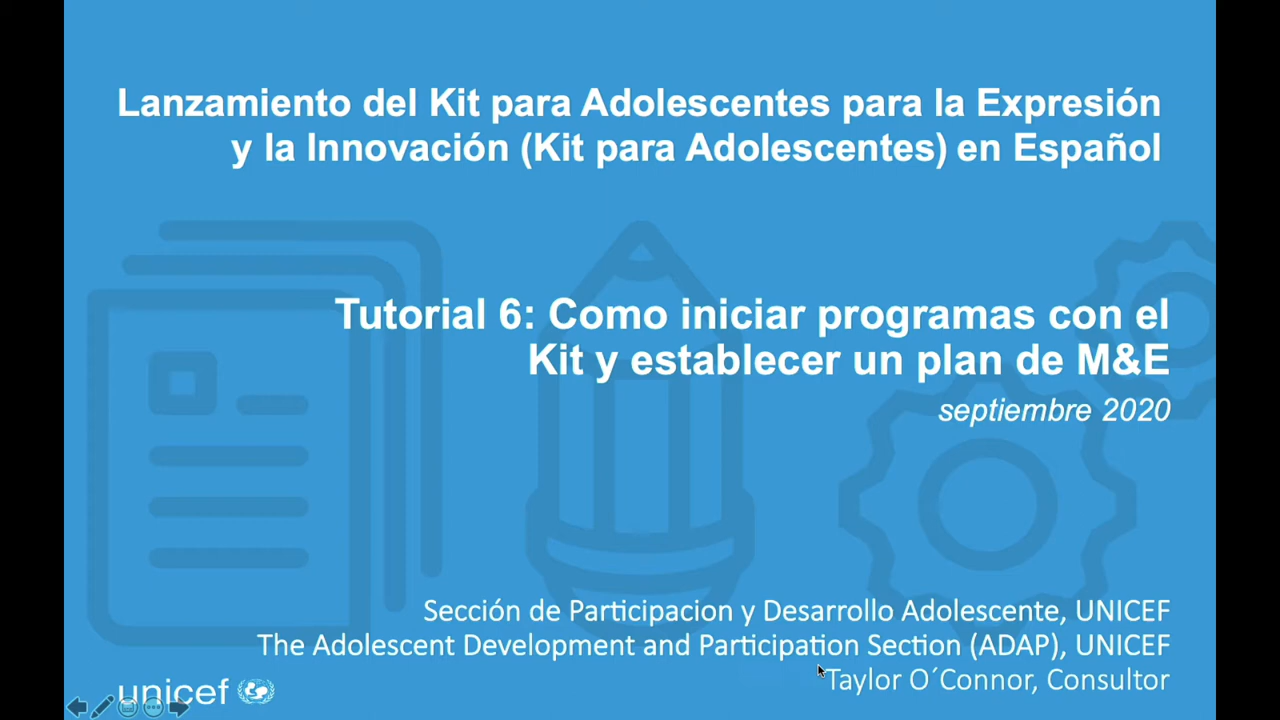 Lanzamiento del Kit para Adolescentes para la Expresión
y la Innovación (Kit para Adolescentes) en Español
Tutorial 6: Como iniciar programas con el
Kit y establecer un plan de M&E
septiembre 2020
Sección de Participacion y Desarrollo Adolescente, UNICEF
The Adolescent Development and Participation Section (ADAP), UNICEF
Taylor O´Connor, Consultor
unicef